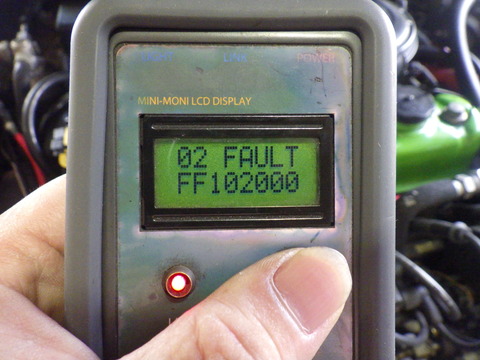 POWER
MINI-MONI LCD DISPLAY
02 FAULT
FF102000